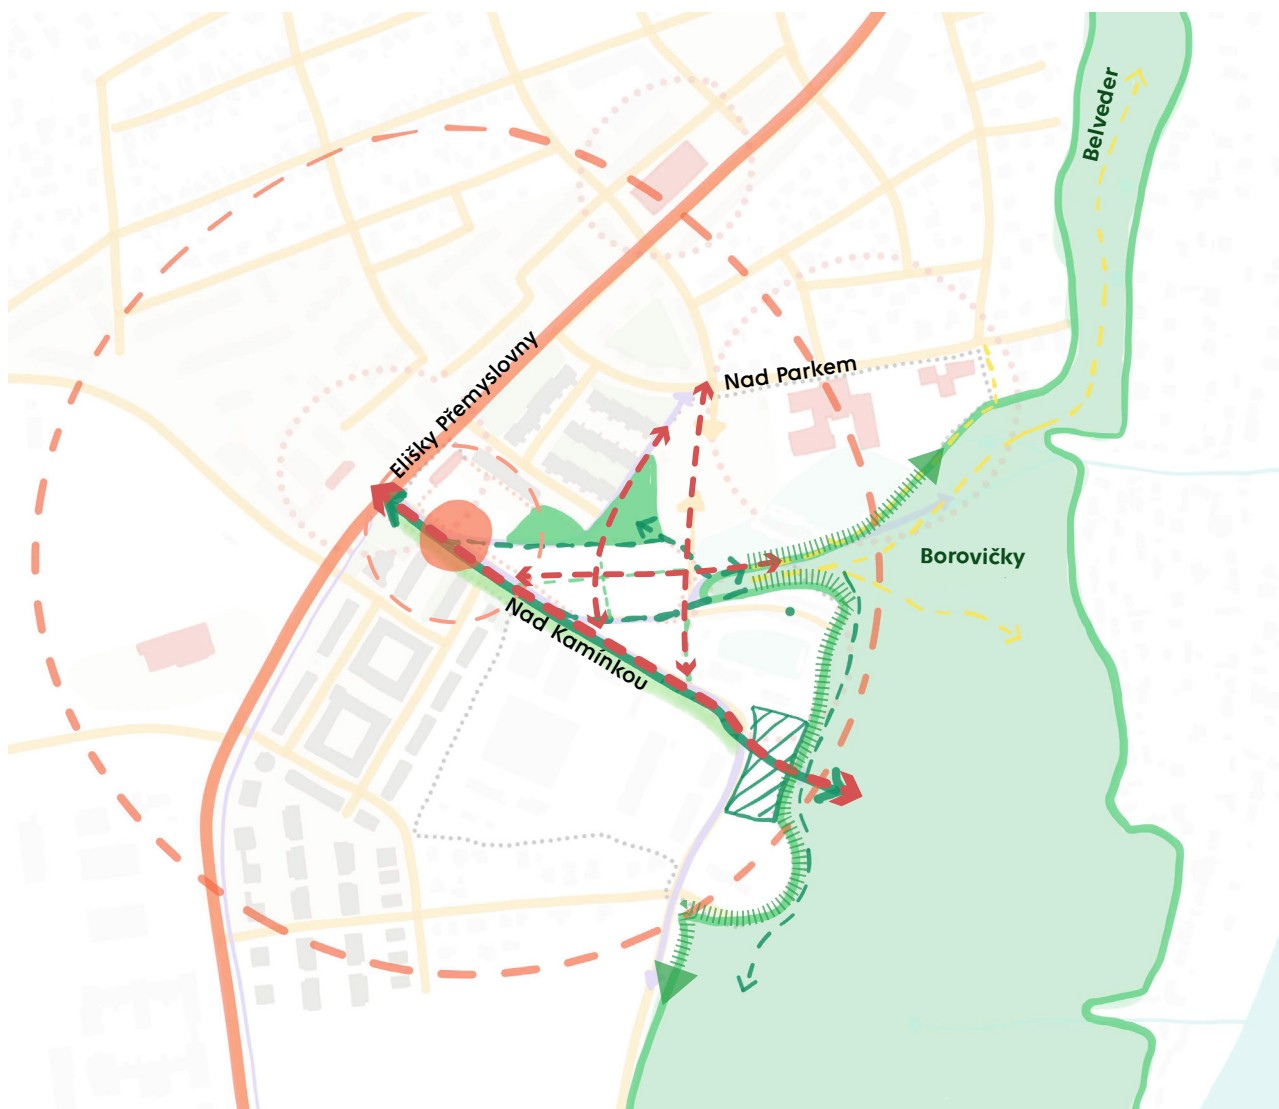 Belveder
Elišky Přemyslovny
Nad Parkem
Borovičky
Nad Kamínkou